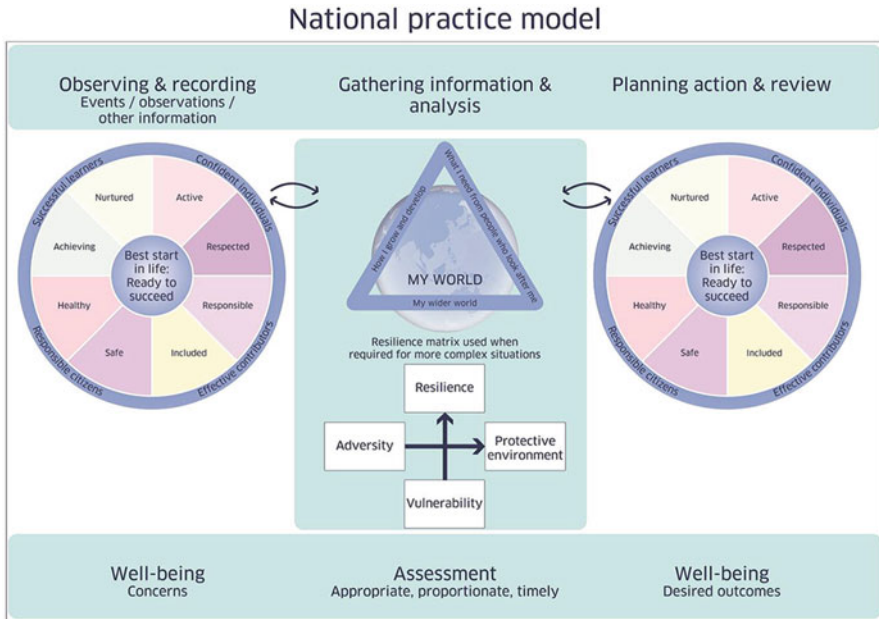 National practice model
Observing & recording
Events / observations /
other information
Gathering information &
analysis
Planning action & review
Successful learners
Confident individuals
Nurtured
Active
Achieving
Respected
Best start
in life:
Ready to
succeed
Healthy
Responsible
Safe
Included
Responsible citizens
Effective contributors
How I grow and develop
What I need from people who look after me
MY WORLD
My wider world
Resilience matrix used when
required for more complex situations
Resilience
Adversity
Protective
environment
Vulnerability
Successful learners
Confident individuals
Nurtured
Active
Achieving
Respected
Best start
in life:
Ready to
succeed
Healthy
Responsible
Safe
Included
Responsible citizens
Effective contributors
Well-being
Concerns
Assessment
Appropriate, proportionate, timely
Well-being
Desired outcomes